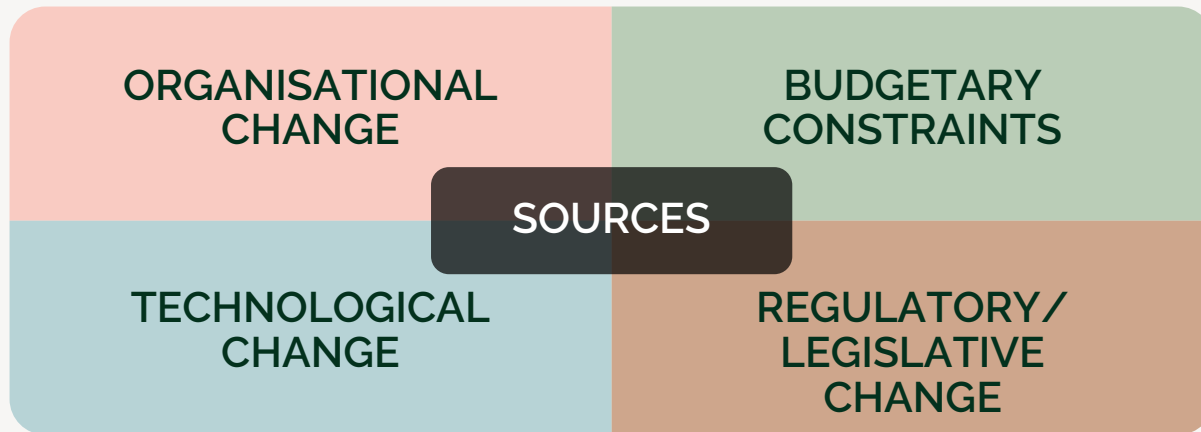 ORGANISATIONAL
CHANGE
BUDGETARY
CONSTRAINTS
SOURCES
TECHNOLOGICAL
CHANGE
REGULATORY/
LEGISLATIVE
CHANGE